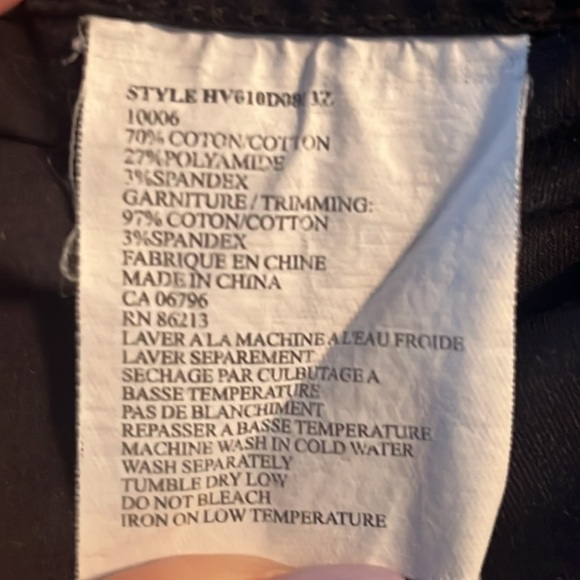 STYLE HV610D08
10006
70% COTON/COTTON
27%POLYAMIDE
3%SPANDEX
GARNITURE / TRIMMING:
97% COTON/COTTON
3%SPANDEX
FABRIQUE EN CHINE
MADE IN CHINA
CA 06796
RN 86213
LAVER A LA MACHINE A L'EAU FROIDE
LAVER SEPAREMENT
SECHAGE PAR CULBUTAGE A
BASSE TEMPERATURE
PAS DE BLANCHIMENT
REPASSER A BASSE TEMPERATURE
MACHINE WASH IN COLD WATER
WASH SEPARATELY
TUMBLE DRY LOW
DO NOT BLEACH
IRON ON LOW TEMPERATURE